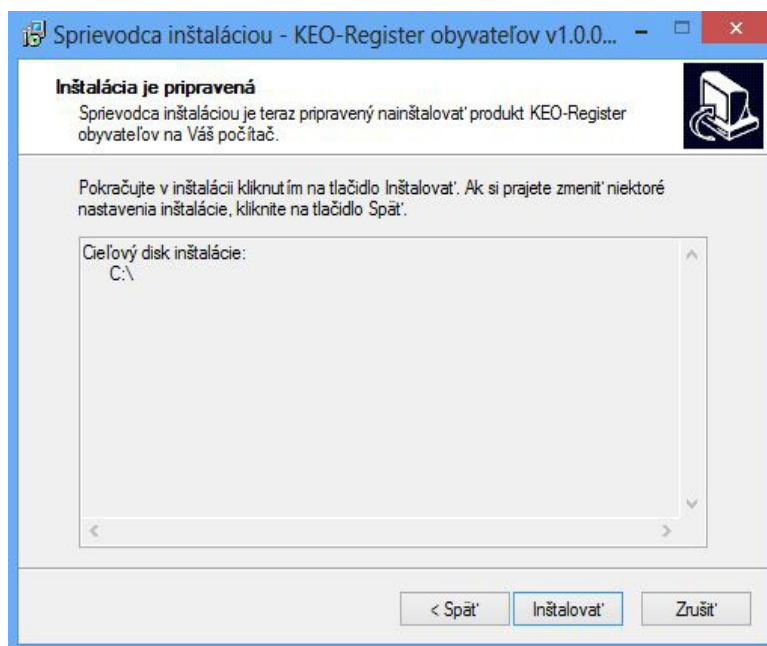 Sprievodca inštaláciou - KEO-Register obyvateľov v1.0.0...
Inštalácia je pripravená
Sprievodca inštaláciou je teraz pripravený nainštalovať produkt KEO-Register
obyvateľov na Váš počítač.
Pokračujte v inštalácii kliknutím na tlačidlo Inštalovať. Ak si prajete zmeniť niektoré
nastavenia inštalácie, kliknite na tlačidlo Späť.
Cieľový disk inštalácie:
C:\
< Späť
Inštalovať
Zrušiť